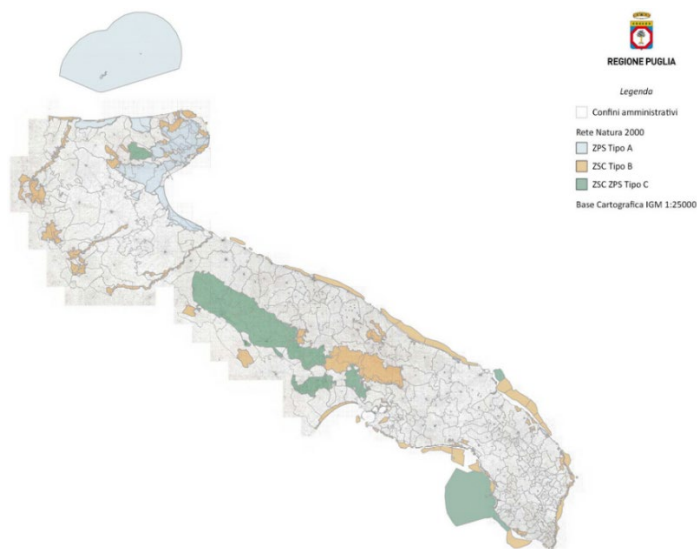 REGIONE PUGLIA
Legenda
Confini amministrativi
Rete Natura 2000
ZPS Tipo A
ZSC Tipo B
ZSC ZPS Tipo C
Base Cartografica IGM 1:25000